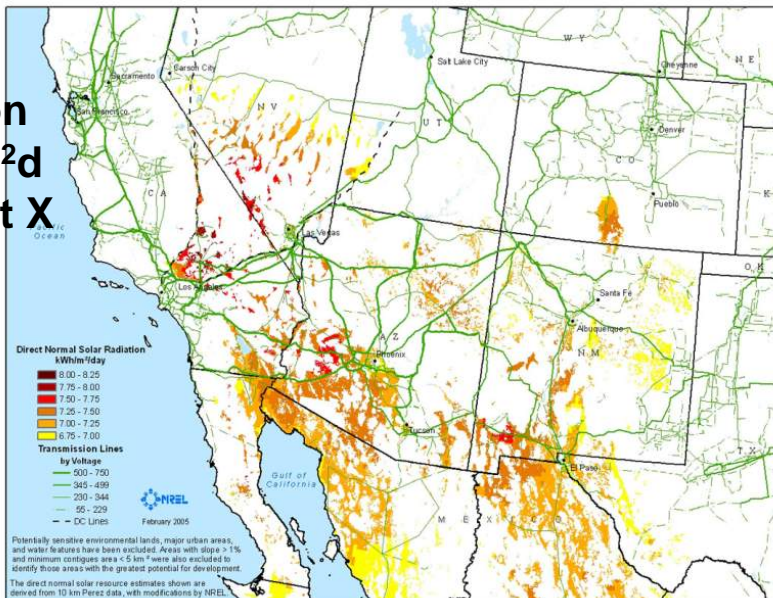 on
²d
t X
W Y
N E
Cheyenne
Salt Lake City
Carson City
Sacramento
San Francisco
N V
U T
Denver
C O
Pueblo
K
C A
Las Vegas
Ocean
O K
Los Angeles
Santa Fe
Albuquerque
A Z
Phoenix
N M
Tucson
El Paso
T X
Gulf of
California
M E X I C O
Direct Normal Solar Radiation
kWh/m²/day
8.00 - 8.25
7.75 - 8.00
7.50 - 7.75
7.25 - 7.50
7.00 - 7.25
6.75 - 7.00
Transmission Lines
by Voltage
500 - 750
345 - 499
230 - 344
55 - 229
DC Lines
NREL
February 2005
Potentially sensitive environmental lands, major urban areas,
and water features have been excluded. Areas with slope > 1%
and minimum contigues area < 5 km ² were also excluded to
identify those areas with the greatest potential for development.
The direct normal solar resource estimates shown are
derived from 10 km Perez data, with modifications by NREL.